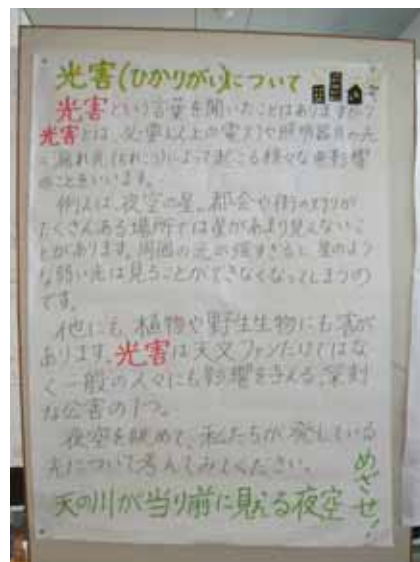 光害(ひかりがい)について
光害という言葉を聞いたことはありますか?
光害とは、必要以上の電灯や照明器具の光
、漏れ光(もれこう)によっておこる様々な悪影響
のことをいいます。
例えば、夜空の星。都会や街の灯りが
たくさんある場所では星があまり見えないこ
とがあります。周囲の光が強すぎると、星のよう
な弱い光は見ることができなくなってしまうの
です。
他にも、植物や野生生物にも害が
あります。光害は天文ファンだけではな
く一般の人々にも影響を与える、深刻
な公害の1つ。
夜空を眺めて、私たちが発している
光について考えてみてください。
めざせ!
天の川が当り前に見える夜空